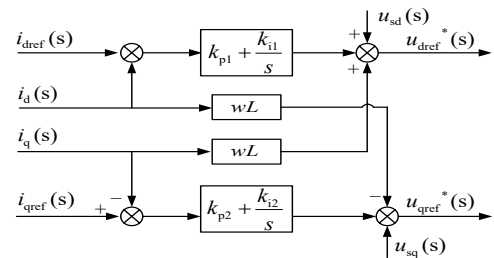 u_sd(s)
i_dref(s)
k_p1 + k_i1/s
+
u_dref*(s)
+
i_d(s)
wL
i_q(s)
wL
−
i_qref(s)
+
k_p2 + k_i2/s
−
u_qref*(s)
u_sq(s)